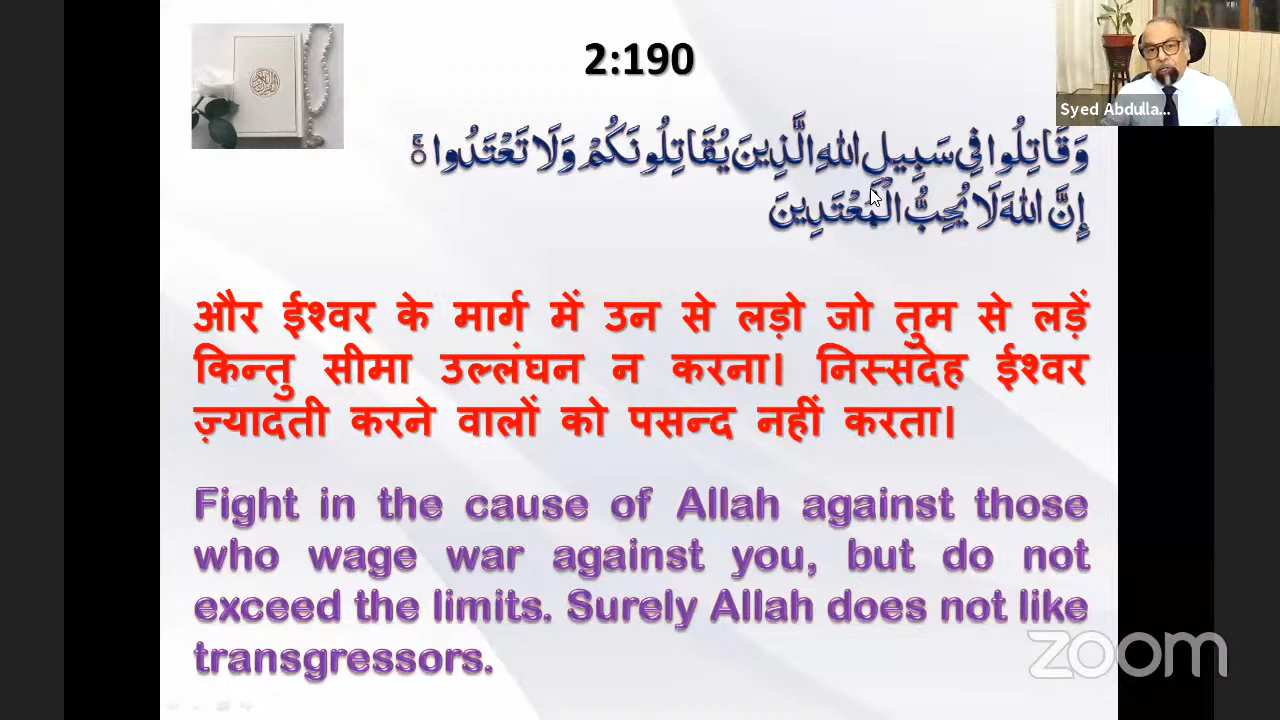 2:190
Syed Abdulla...
وَقَاتِلُوا فِي سَبِيلِ اللهِ الَّذِينَ يُقَاتِلُونَكُمْ وَلَا تَعْتَدُوا ۚ
إِنَّ اللهَ لَا يُحِبُّ الْمُعْتَدِينَ
और ईश्वर के मार्ग में उन से लड़ो जो तुम से लड़ें
किन्तु सीमा उल्लंघन न करना। निस्सदेह ईश्वर
ज़्यादती करने वालों को पसन्द नहीं करता।
Fight in the cause of Allah against those
who wage war against you, but do not
exceed the limits. Surely Allah does not like
transgressors.
zoom